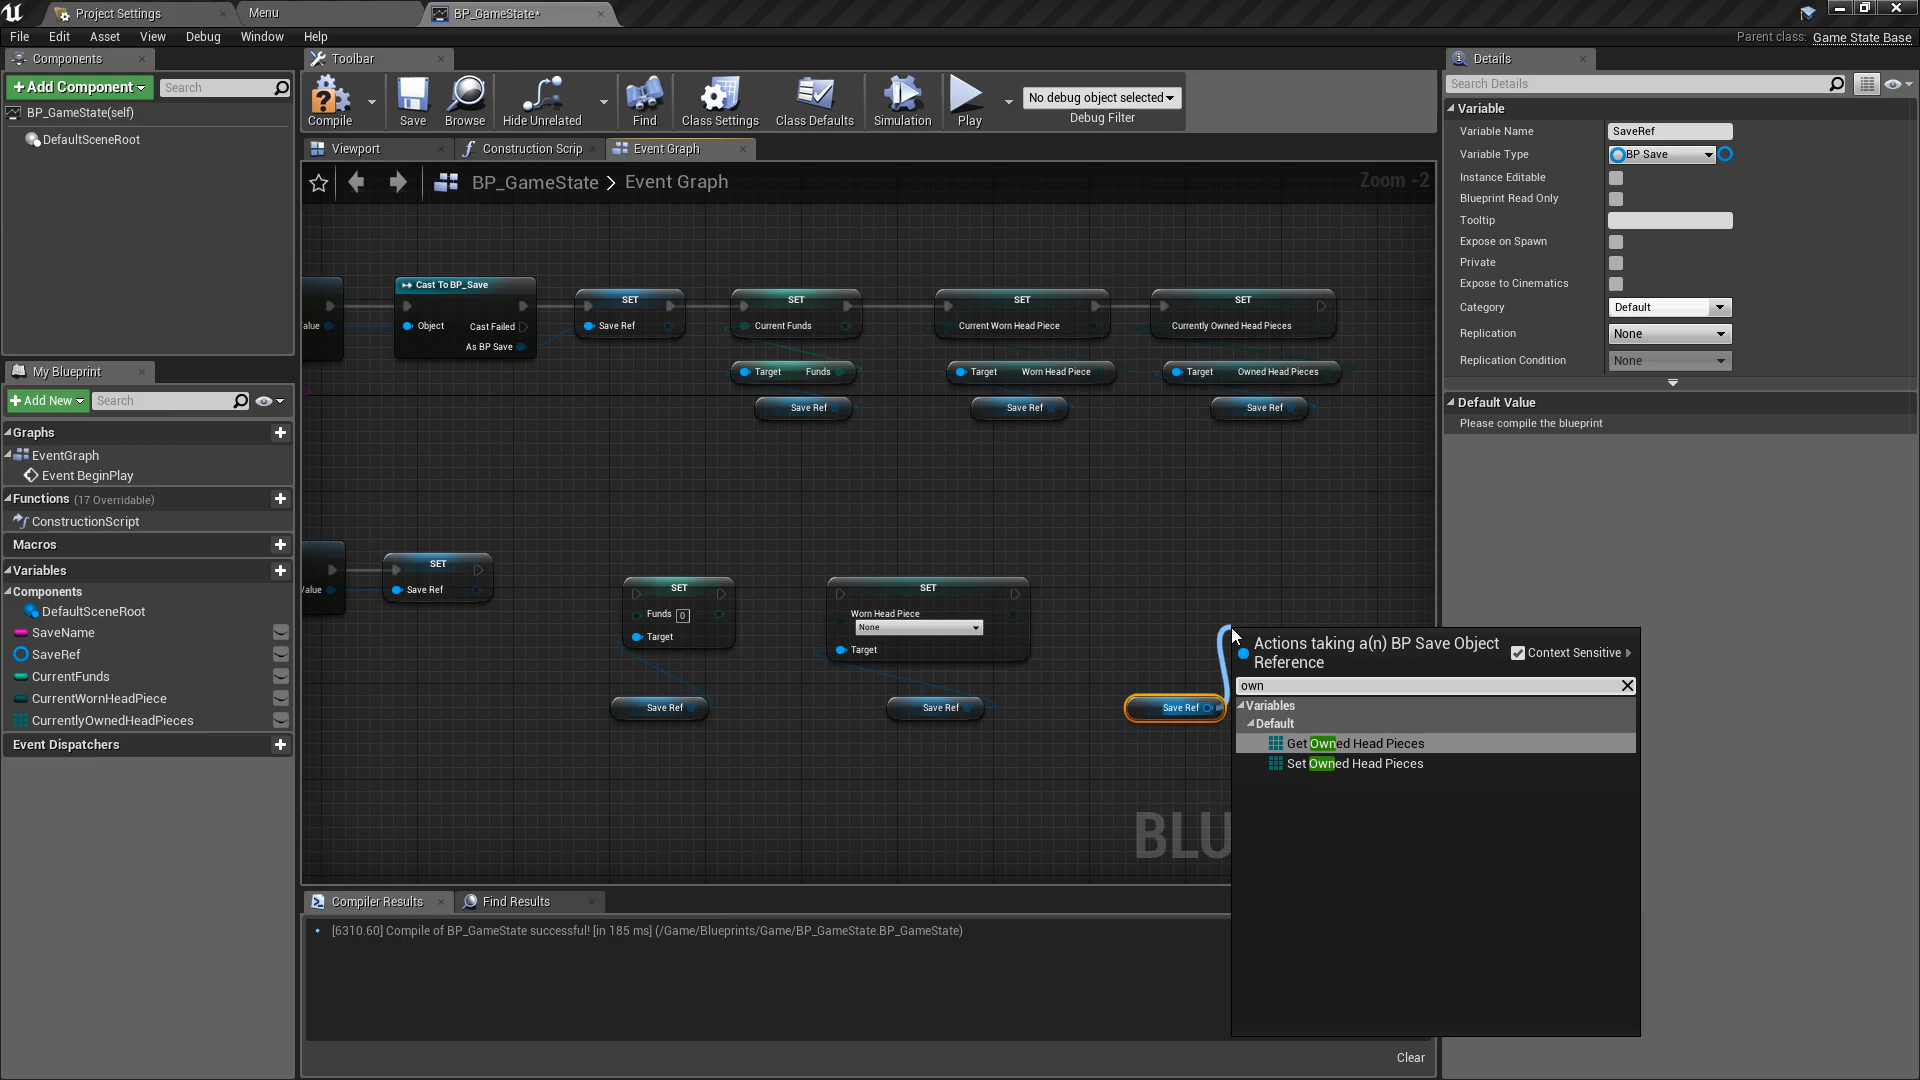 Project Settings
Menu
BP_GameState*
File Edit Asset View Debug Window Help
Parent class: Game State Base
Components
+ Add Component
Search
BP_GameState(self)
DefaultSceneRoot
Toolbar
Compile
Save
Browse
Hide Unrelated
Find
Class Settings
Class Defaults
Simulation
Play
No debug object selected
Debug Filter
Viewport
Construction Scrip
Event Graph
BP_GameState > Event Graph
Zoom -2
Cast To BP_Save
Object
Cast Failed
As BP Save
alue
SET
Save Ref
SET
Current Funds
Target Funds
Save Ref
SET
Current Worn Head Piece
Target Worn Head Piece
Save Ref
SET
Currently Owned Head Pieces
Target Owned Head Pieces
Save Ref
Value
SET
Save Ref
SET
Funds 0
Target
Save Ref
SET
Worn Head Piece
None
Target
Save Ref
Save Ref
BLU
Actions taking a(n) BP Save Object
Reference
Context Sensitive
own
Variables
Default
Get Owned Head Pieces
Set Owned Head Pieces
My Blueprint
+ Add New
Search
Graphs
EventGraph
Event BeginPlay
Functions (17 Overridable)
ConstructionScript
Macros
Variables
Components
DefaultSceneRoot
SaveName
SaveRef
CurrentFunds
CurrentWornHeadPiece
CurrentlyOwnedHeadPieces
Event Dispatchers
Compiler Results
Find Results
[6310.60] Compile of BP_GameState successful! [in 185 ms] (/Game/Blueprints/Game/BP_GameState.BP_GameState)
Clear
Details
Search Details
Variable
Variable Name SaveRef
Variable Type BP Save
Instance Editable
Blueprint Read Only
Tooltip
Expose on Spawn
Private
Expose to Cinematics
Category Default
Replication None
Replication Condition None
Default Value
Please compile the blueprint